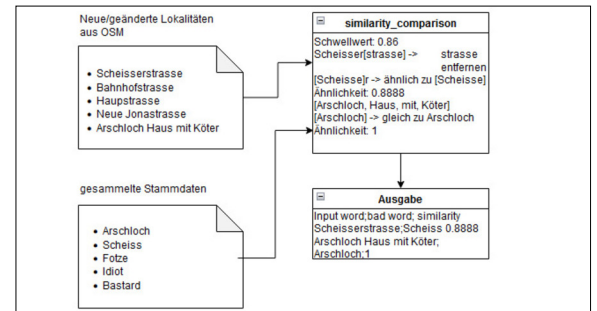 Neue/geänderte Lokalitäten
aus OSM
Scheisserstrasse
Bahnhofstrasse
Haupstrasse
Neue Jonastrasse
Arschloch Haus mit Köter
gesammelte Stammdaten
Arschloch
Scheiss
Fotze
Idiot
Bastard
similarity_comparison
Schwellwert: 0.86
Scheisser[strasse] -> strasse
entfernen
[Scheisse]r -> ähnlich zu [Scheisse]
Ähnlichkeit: 0.8888
[Arschloch, Haus, mit, Köter]
[Arschloch] -> gleich zu Arschloch
Ähnlichkeit: 1
Ausgabe
Input word;bad word; similarity
Scheisserstrasse;Scheiss 0.8888
Arschloch Haus mit Köter;
Arschloch;1